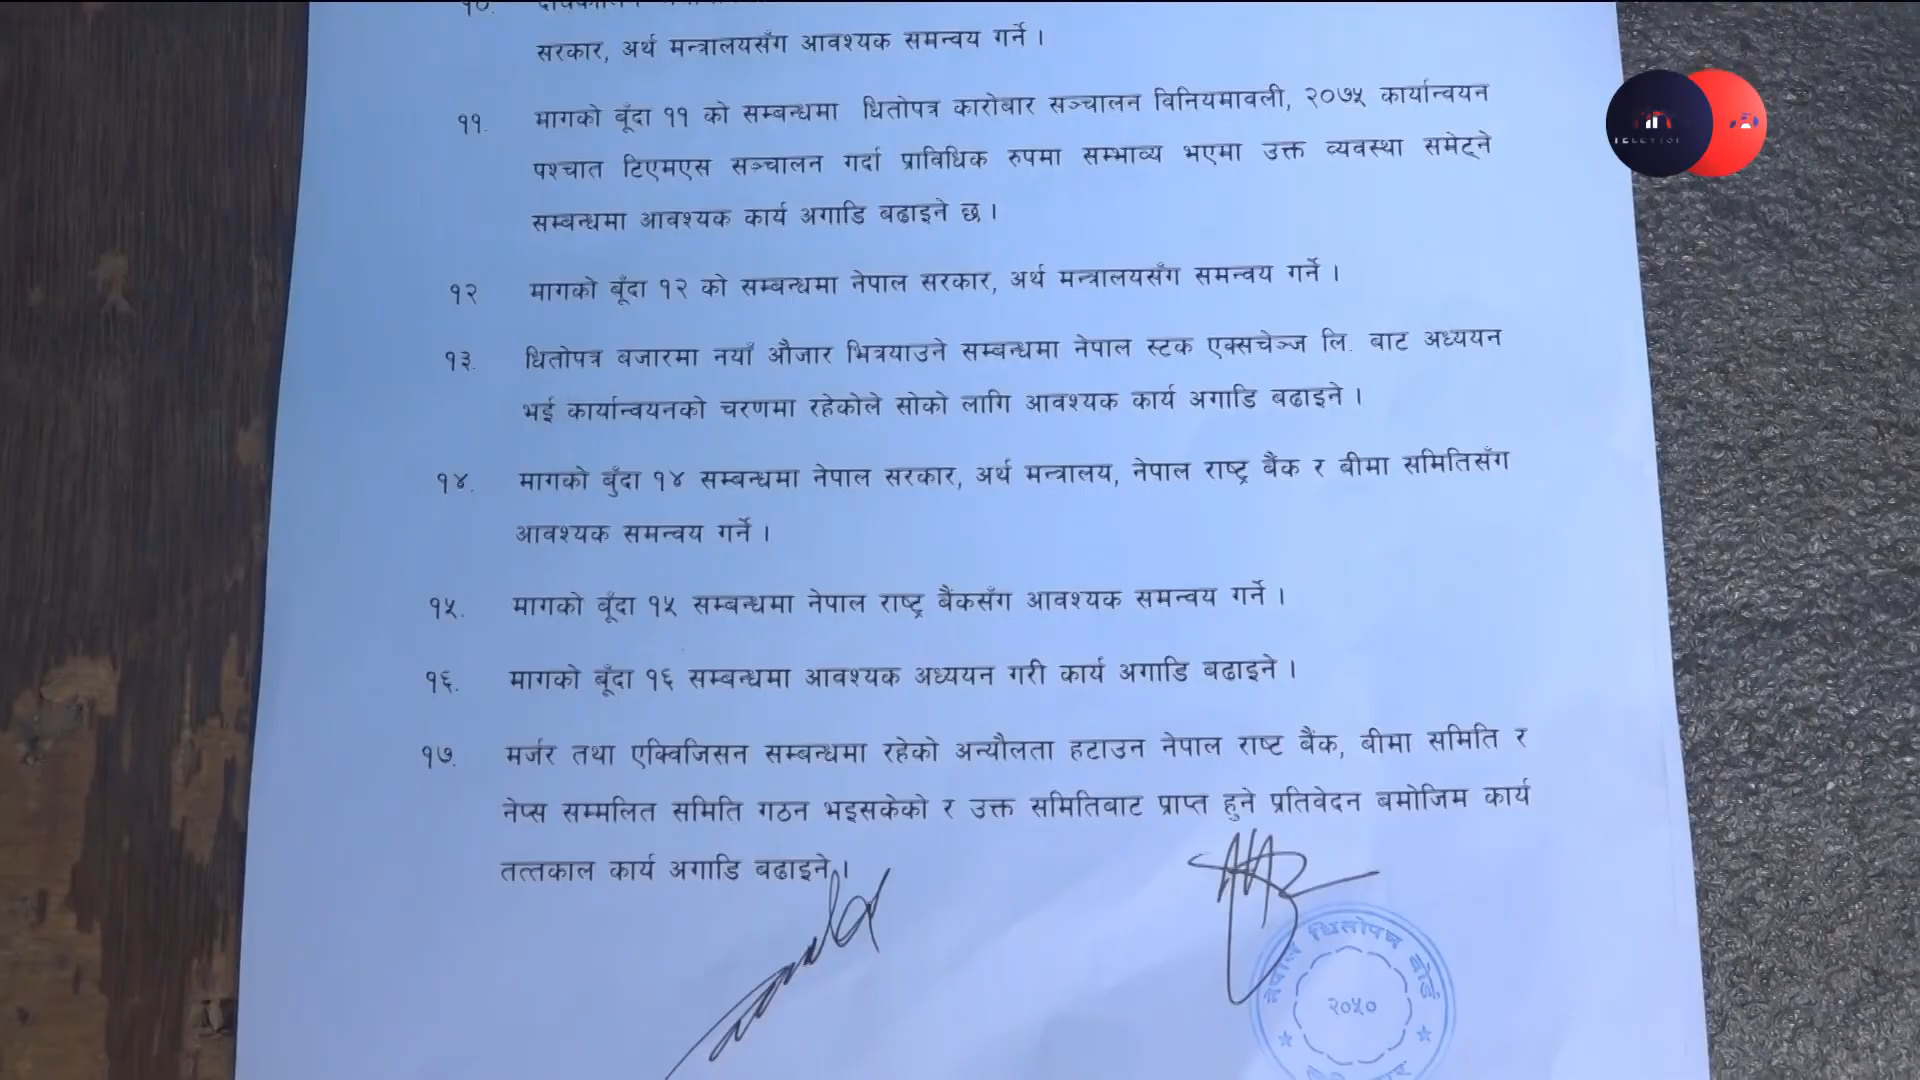 १०.
सरकार, अर्थ मन्त्रालयसँग आवश्यक समन्वय गर्ने ।
११. मागको बूँदा ११ को सम्बन्धमा धितोपत्र कारोबार सञ्चालन विनियमावली, २०७५ कार्यान्वयन
पश्चात टिएमएस सञ्चालन गर्दा प्राविधिक रुपमा सम्भाव्य भएमा उक्त व्यवस्था समेट्ने
सम्बन्धमा आवश्यक कार्य अगाडि बढाइने छ ।
१२ मागको बूँदा १२ को सम्बन्धमा नेपाल सरकार, अर्थ मन्त्रालयसँग समन्वय गर्ने ।
१३. धितोपत्र बजारमा नयाँ औजार भित्रयाउने सम्बन्धमा नेपाल स्टक एक्सचेञ्ज लि. बाट अध्ययन
भई कार्यान्वयनको चरणमा रहेकोले सोको लागि आवश्यक कार्य अगाडि बढाइने ।
१४. मागको बुँदा १४ सम्बन्धमा नेपाल सरकार, अर्थ मन्त्रालय, नेपाल राष्ट्र बैंक र बीमा समितिसँग
आवश्यक समन्वय गर्ने ।
१५. मागको बूँदा १५ सम्बन्धमा नेपाल राष्ट्र बैंकसँग आवश्यक समन्वय गर्ने ।
१६. मागको बूँदा १६ सम्बन्धमा आवश्यक अध्ययन गरी कार्य अगाडि बढाइने ।
१७. मर्जर तथा एक्विजिसन सम्बन्धमा रहेको अन्यौलता हटाउन नेपाल राष्ट बैंक, बीमा समिति र
नेप्स सम्मलित समिति गठन भइसकेको र उक्त समितिबाट प्राप्त हुने प्रतिवेदन बमोजिम कार्य
तत्तकाल कार्य अगाडि बढाइने ।
नेपाल धितोपत्र बोर्ड
२०५०